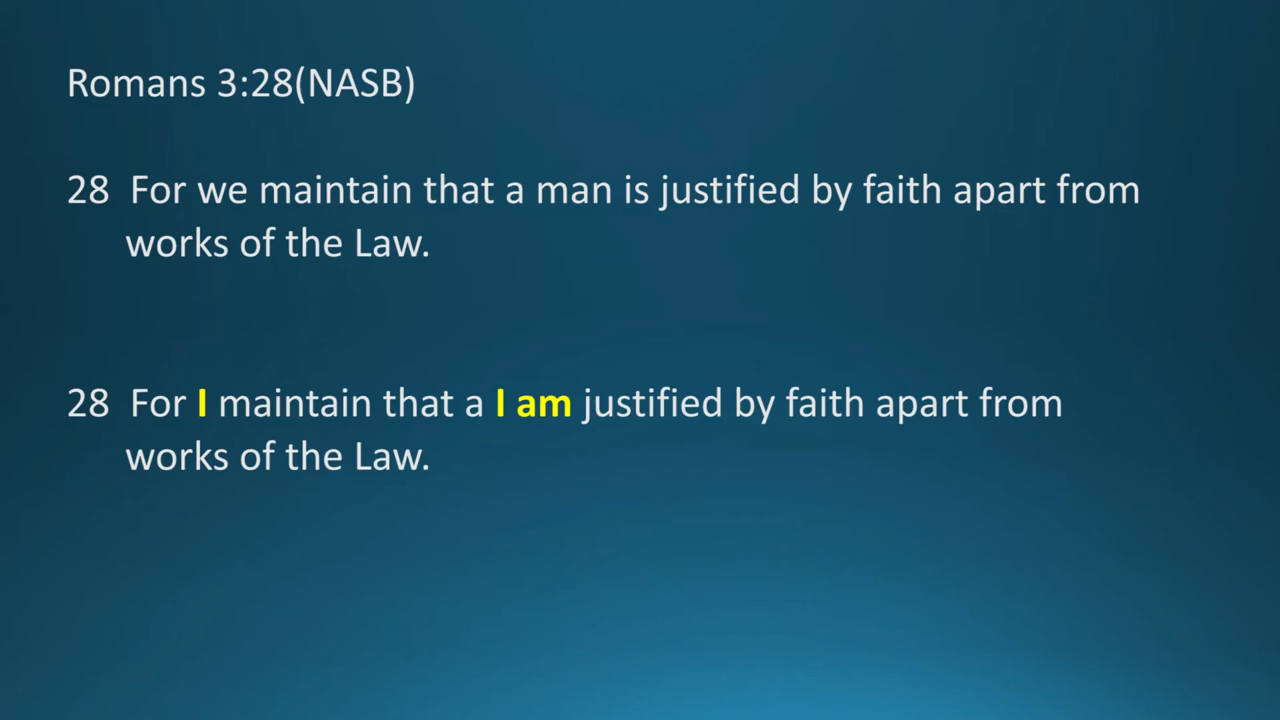 Romans 3:28(NASB)
28 For we maintain that a man is justified by faith apart from
works of the Law.
28 For I maintain that a I am justified by faith apart from
works of the Law.